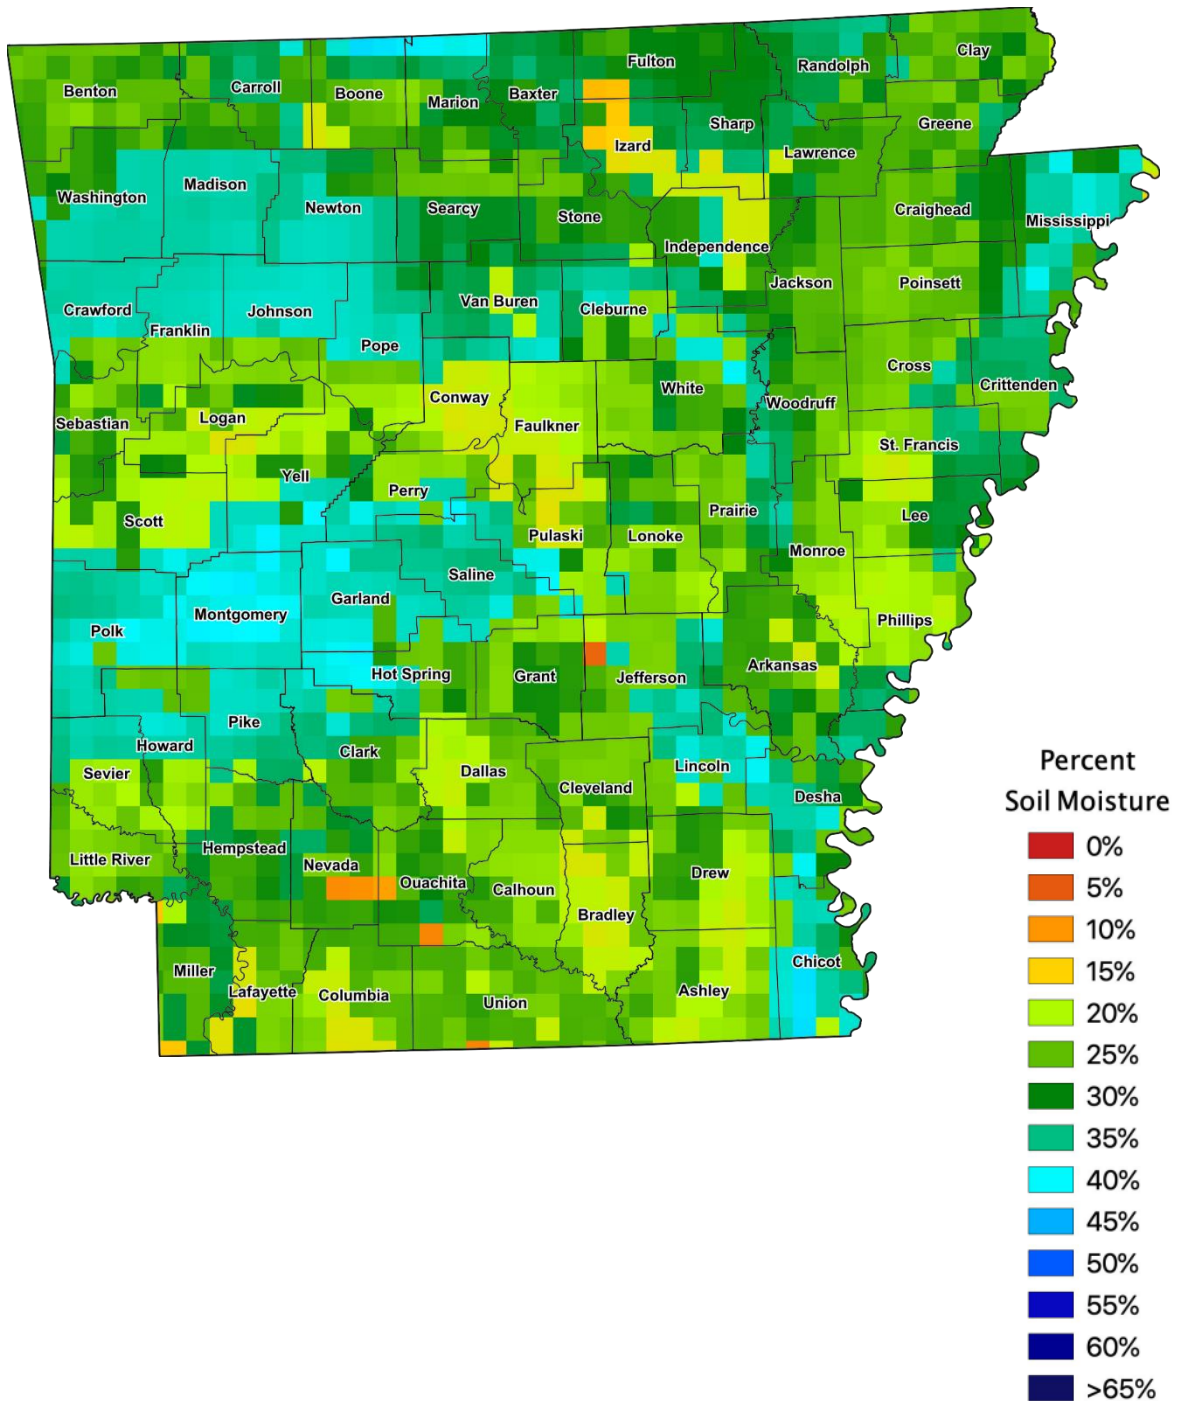 Clay
Fulton
Randolph
Carroll
Benton
Boone
Baxter
Marion
Sharp
Greene
Izard
Lawrence
Madison
Washington
Newton
Searcy
Stone
Craighead
Mississippi
Independence
Jackson
Poinsett
Van Buren
Crawford
Johnson
Cleburne
Franklin
Pope
Cross
Crittenden
White
Conway
Woodruff
Logan
Sebastian
Faulkner
St. Francis
Yell
Perry
Prairie
Lee
Scott
Pulaski
Lonoke
Monroe
Saline
Garland
Montgomery
Phillips
Polk
Arkansas
Hot Spring
Grant
Jefferson
Pike
Howard
Clark
Lincoln
Sevier
Dallas
Cleveland
Desha
Hempstead
Little River
Nevada
Drew
Ouachita
Calhoun
Bradley
Chicot
Miller
Lafayette
Columbia
Ashley
Union
Percent
Soil Moisture
0%
5%
10%
15%
20%
25%
30%
35%
40%
45%
50%
55%
60%
>65%